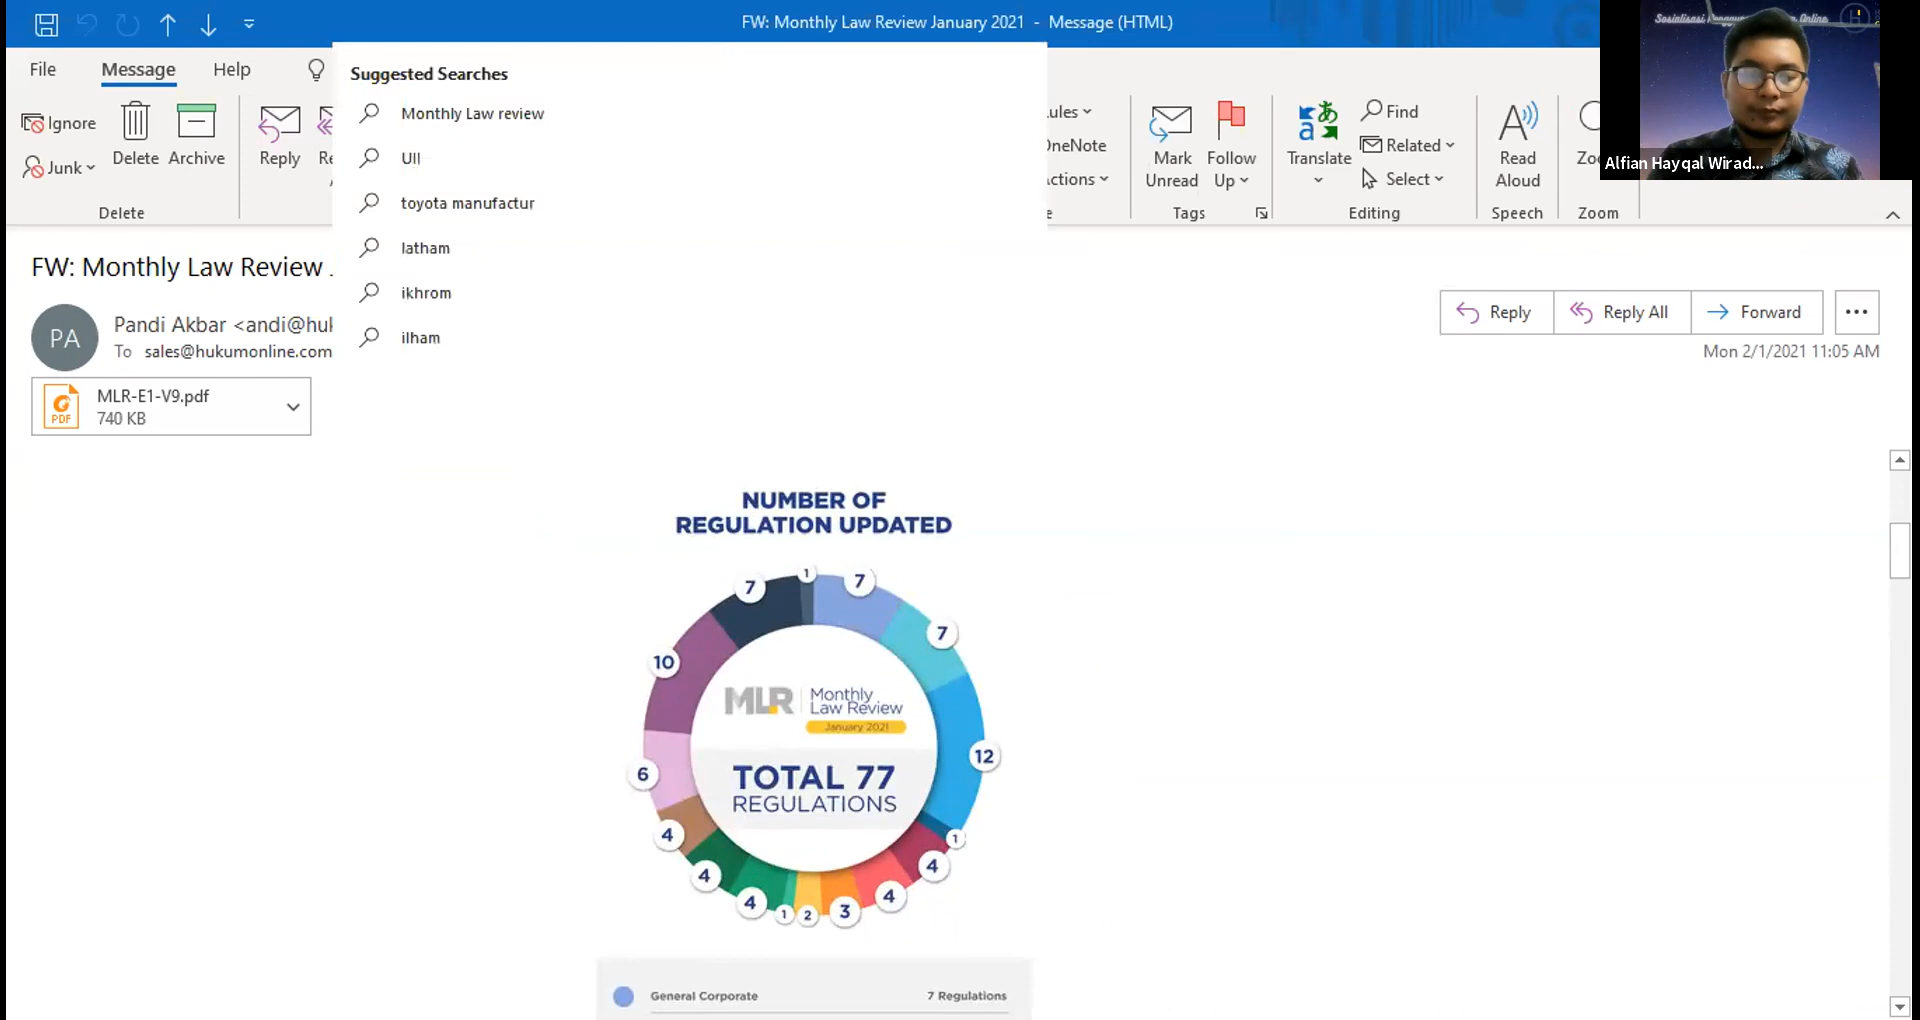 FW: Monthly Law Review January 2021 - Message (HTML)
Sosialisasi
Online
Alfian Hayqal Wirad...
File
Message
Help
Ignore
Junk
Delete
Archive
Delete
Reply
Suggested Searches
Monthly Law review
UII
toyota manufactur
latham
ikhrom
ilham
OneNote
Mark
Unread
Follow
Up
Tags
Translate
Find
Related
Select
Editing
Read
Aloud
Speech
Zoom
FW: Monthly Law Review
PA
Pandi Akbar <andi@huk
To sales@hukumonline.com
MLR-E1-V9.pdf
740 KB
PDF
Reply
Reply All
Forward
Mon 2/1/2021 11:05 AM
NUMBER OF
REGULATION UPDATED
7
1
7
7
10
12
6
4
1
4
4
4
4
1
2
3
MLR
Monthly
Law Review
January 2021
TOTAL 77
REGULATIONS
General Corporate 7 Regulations